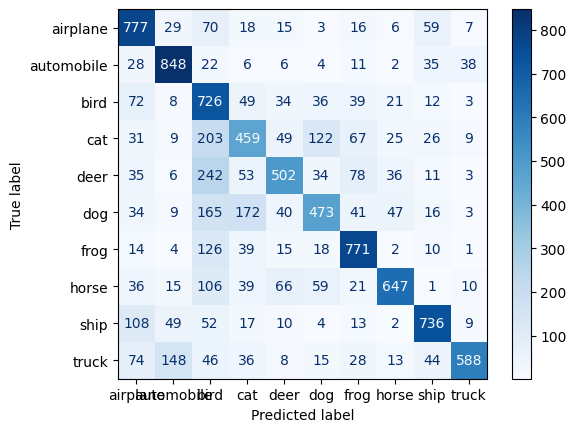 airplane 777 29 70 18 15 3 16 6 59 7
automobile 28 848 22 6 6 4 11 2 35 38
bird 72 8 726 49 34 36 39 21 12 3
cat 31 9 203 459 49 122 67 25 26 9
deer 35 6 242 53 502 34 78 36 11 3
dog 34 9 165 172 40 473 41 47 16 3
frog 14 4 126 39 15 18 771 2 10 1
horse 36 15 106 39 66 59 21 647 1 10
ship 108 49 52 17 10 4 13 2 736 9
truck 74 148 46 36 8 15 28 13 44 588
airplane automobile bird cat deer dog frog horse ship truck
Predicted label
True label
800
700
600
500
400
300
200
100